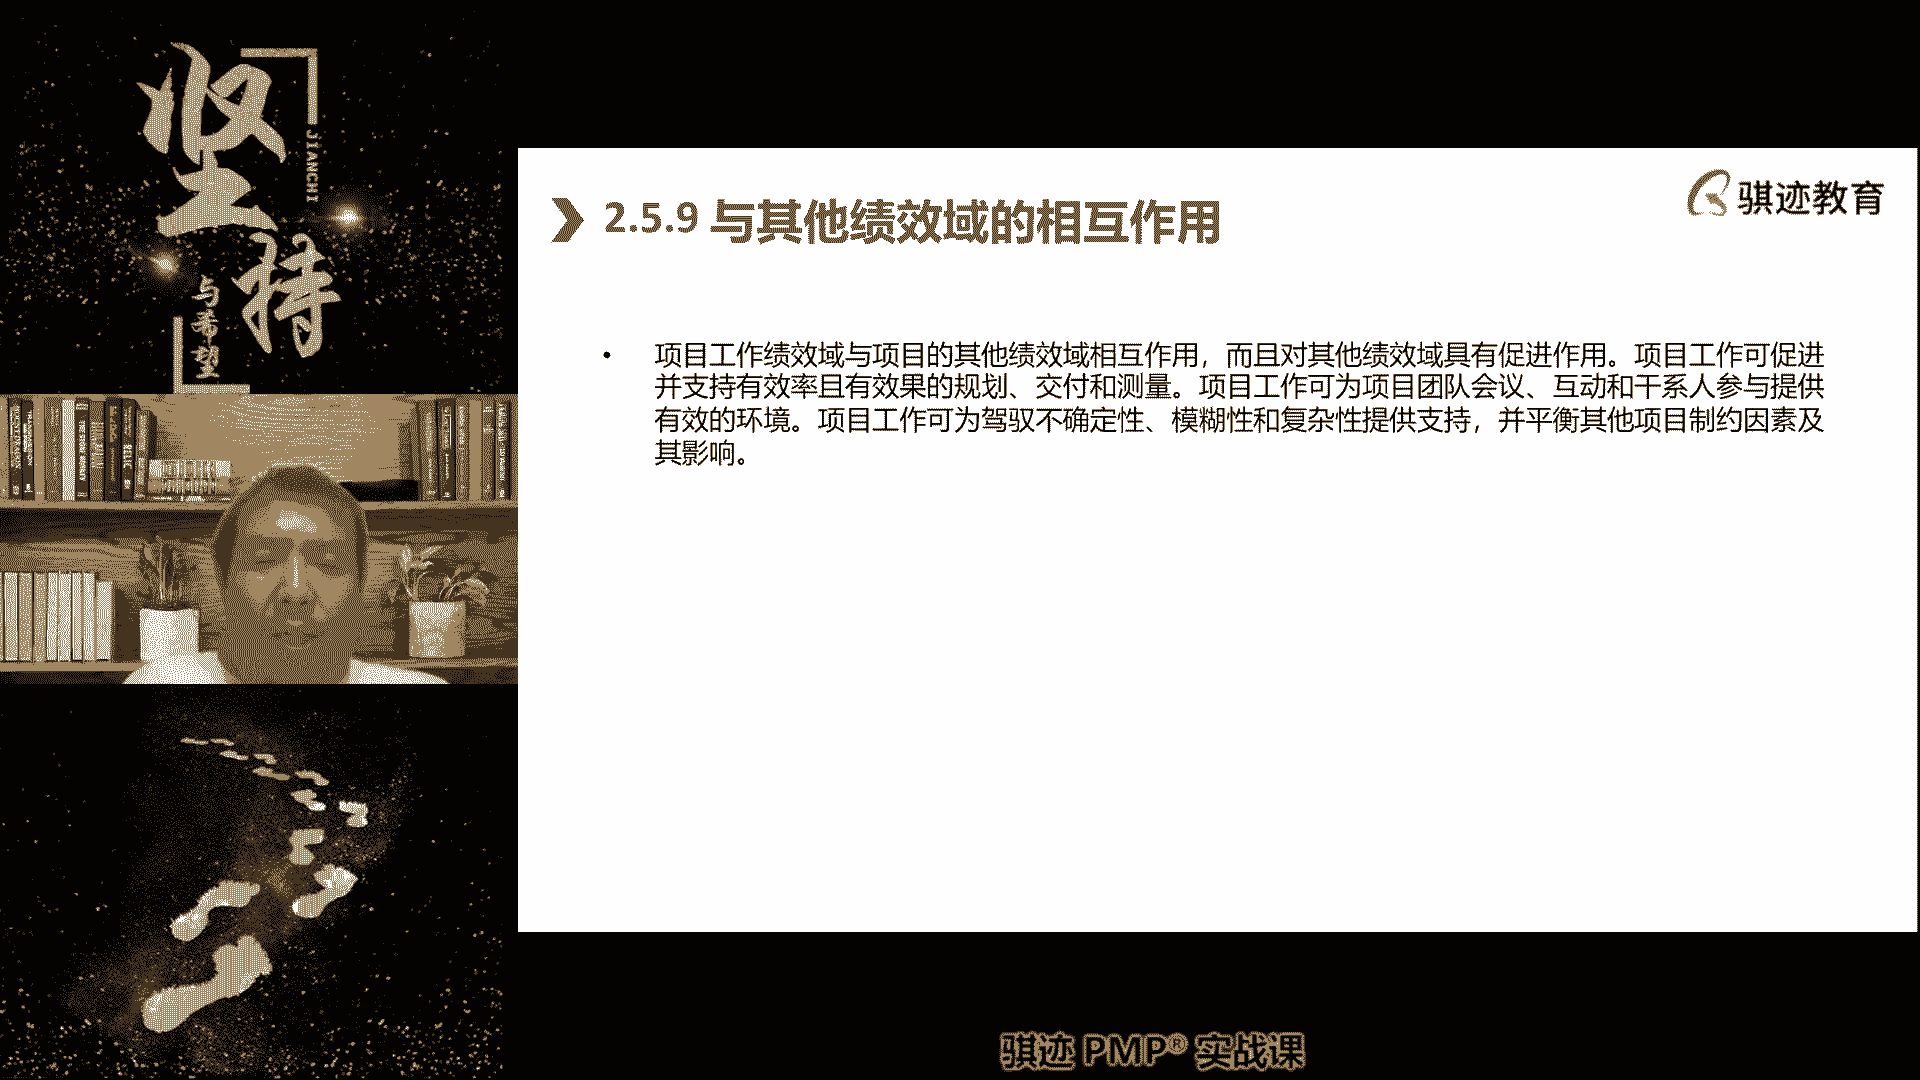 坚持
JIANCHI
与希望
骐迹教育
2.5.9 与其他绩效域的相互作用
• 项目工作绩效域与项目的其他绩效域相互作用，而且对其他绩效域具有促进作用。项目工作可促进
并支持有效率且有效果的规划、交付和测量。项目工作可为项目团队会议、互动和干系人参与提供
有效的环境。项目工作可为驾驭不确定性、模糊性和复杂性提供支持，并平衡其他项目制约因素及
其影响。
骐迹 PMP® 实战课